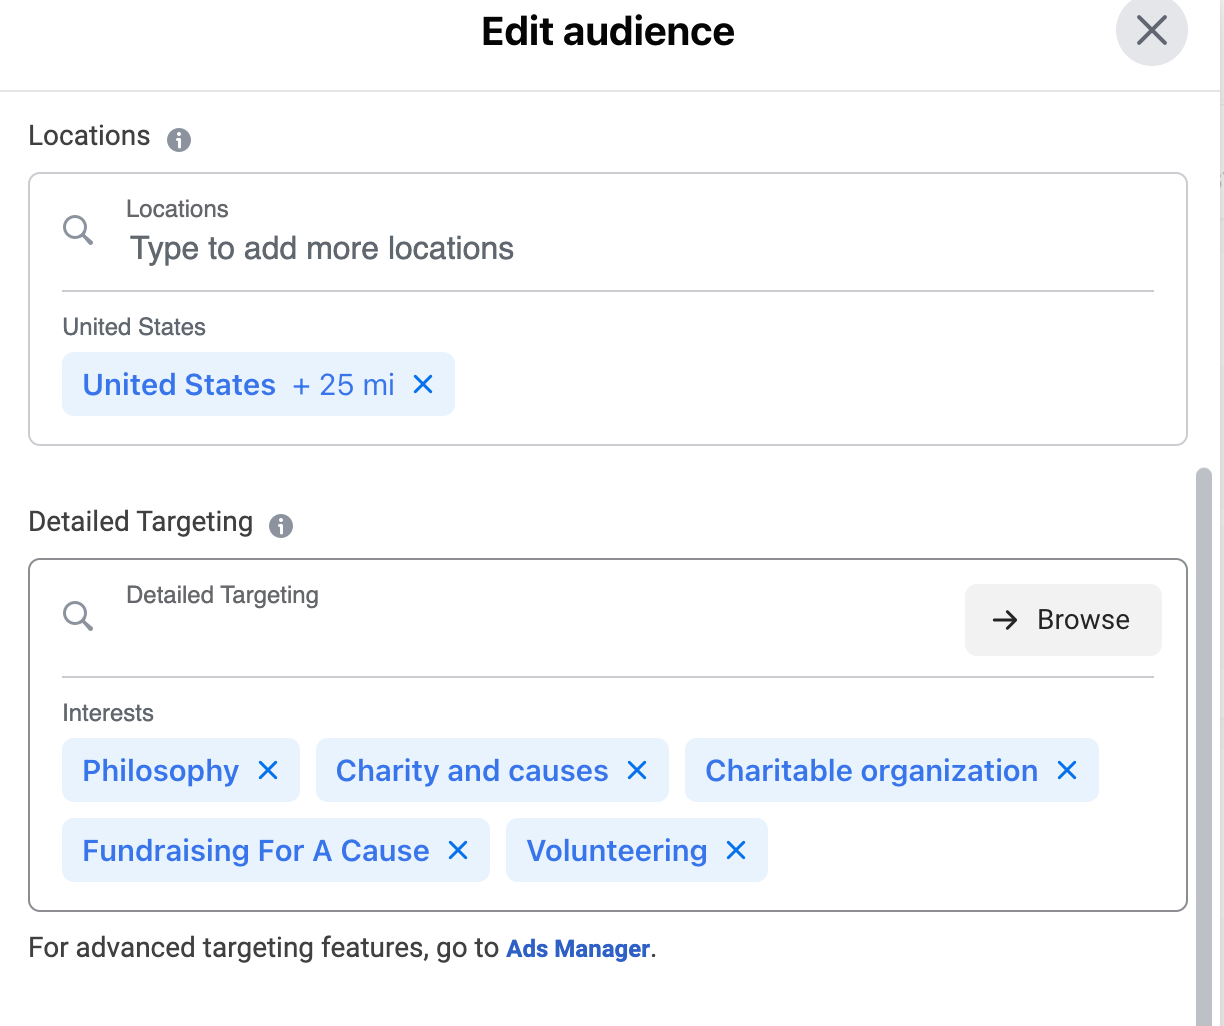 Edit audience
Locations
Locations
Type to add more locations
United States
United States + 25 mi
Detailed Targeting
Detailed Targeting
Browse
Interests
Philosophy Charity and causes Charitable organization
Fundraising For A Cause Volunteering
For advanced targeting features, go to Ads Manager.